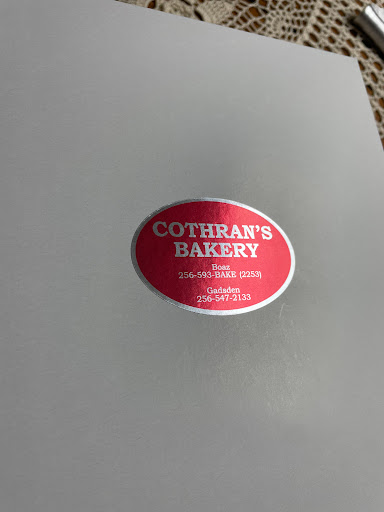 COTHRAN'S
BAKERY
Boaz
256-593-BAKE (2253)
Gadsden
256-547-2133